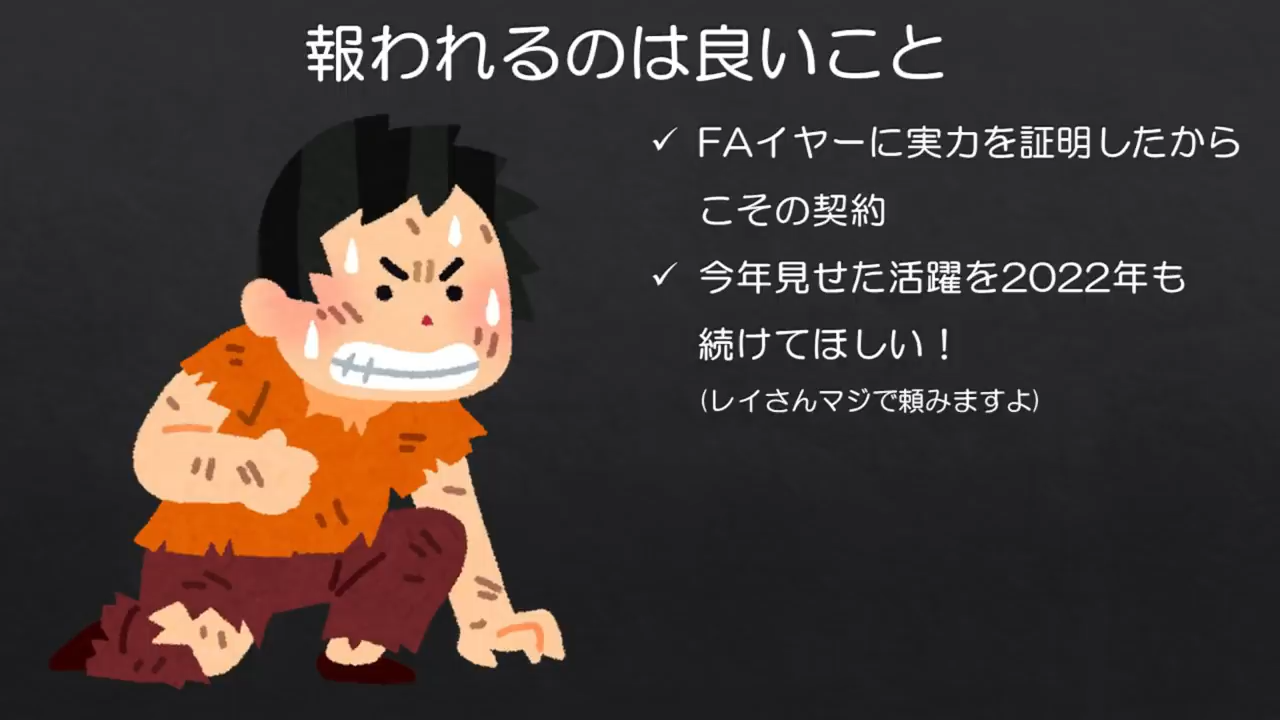 報われるのは良いこと
✓ FAイヤーに実力を証明したから
こその契約
✓ 今年見せた活躍を2022年も
続けてほしい！
(レイさんマジで頼みますよ)